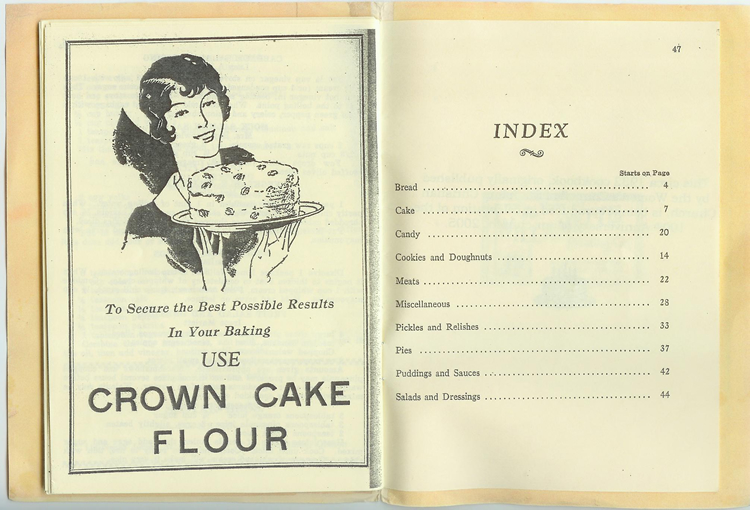 To Secure the Best Possible Results
In Your Baking
USE
CROWN CAKE
FLOUR
47
INDEX
Starts on Page
Bread 4
Cake 7
Candy 20
Cookies and Doughnuts 14
Meats 22
Miscellaneous 28
Pickles and Relishes 33
Pies 37
Puddings and Sauces 42
Salads and Dressings 44